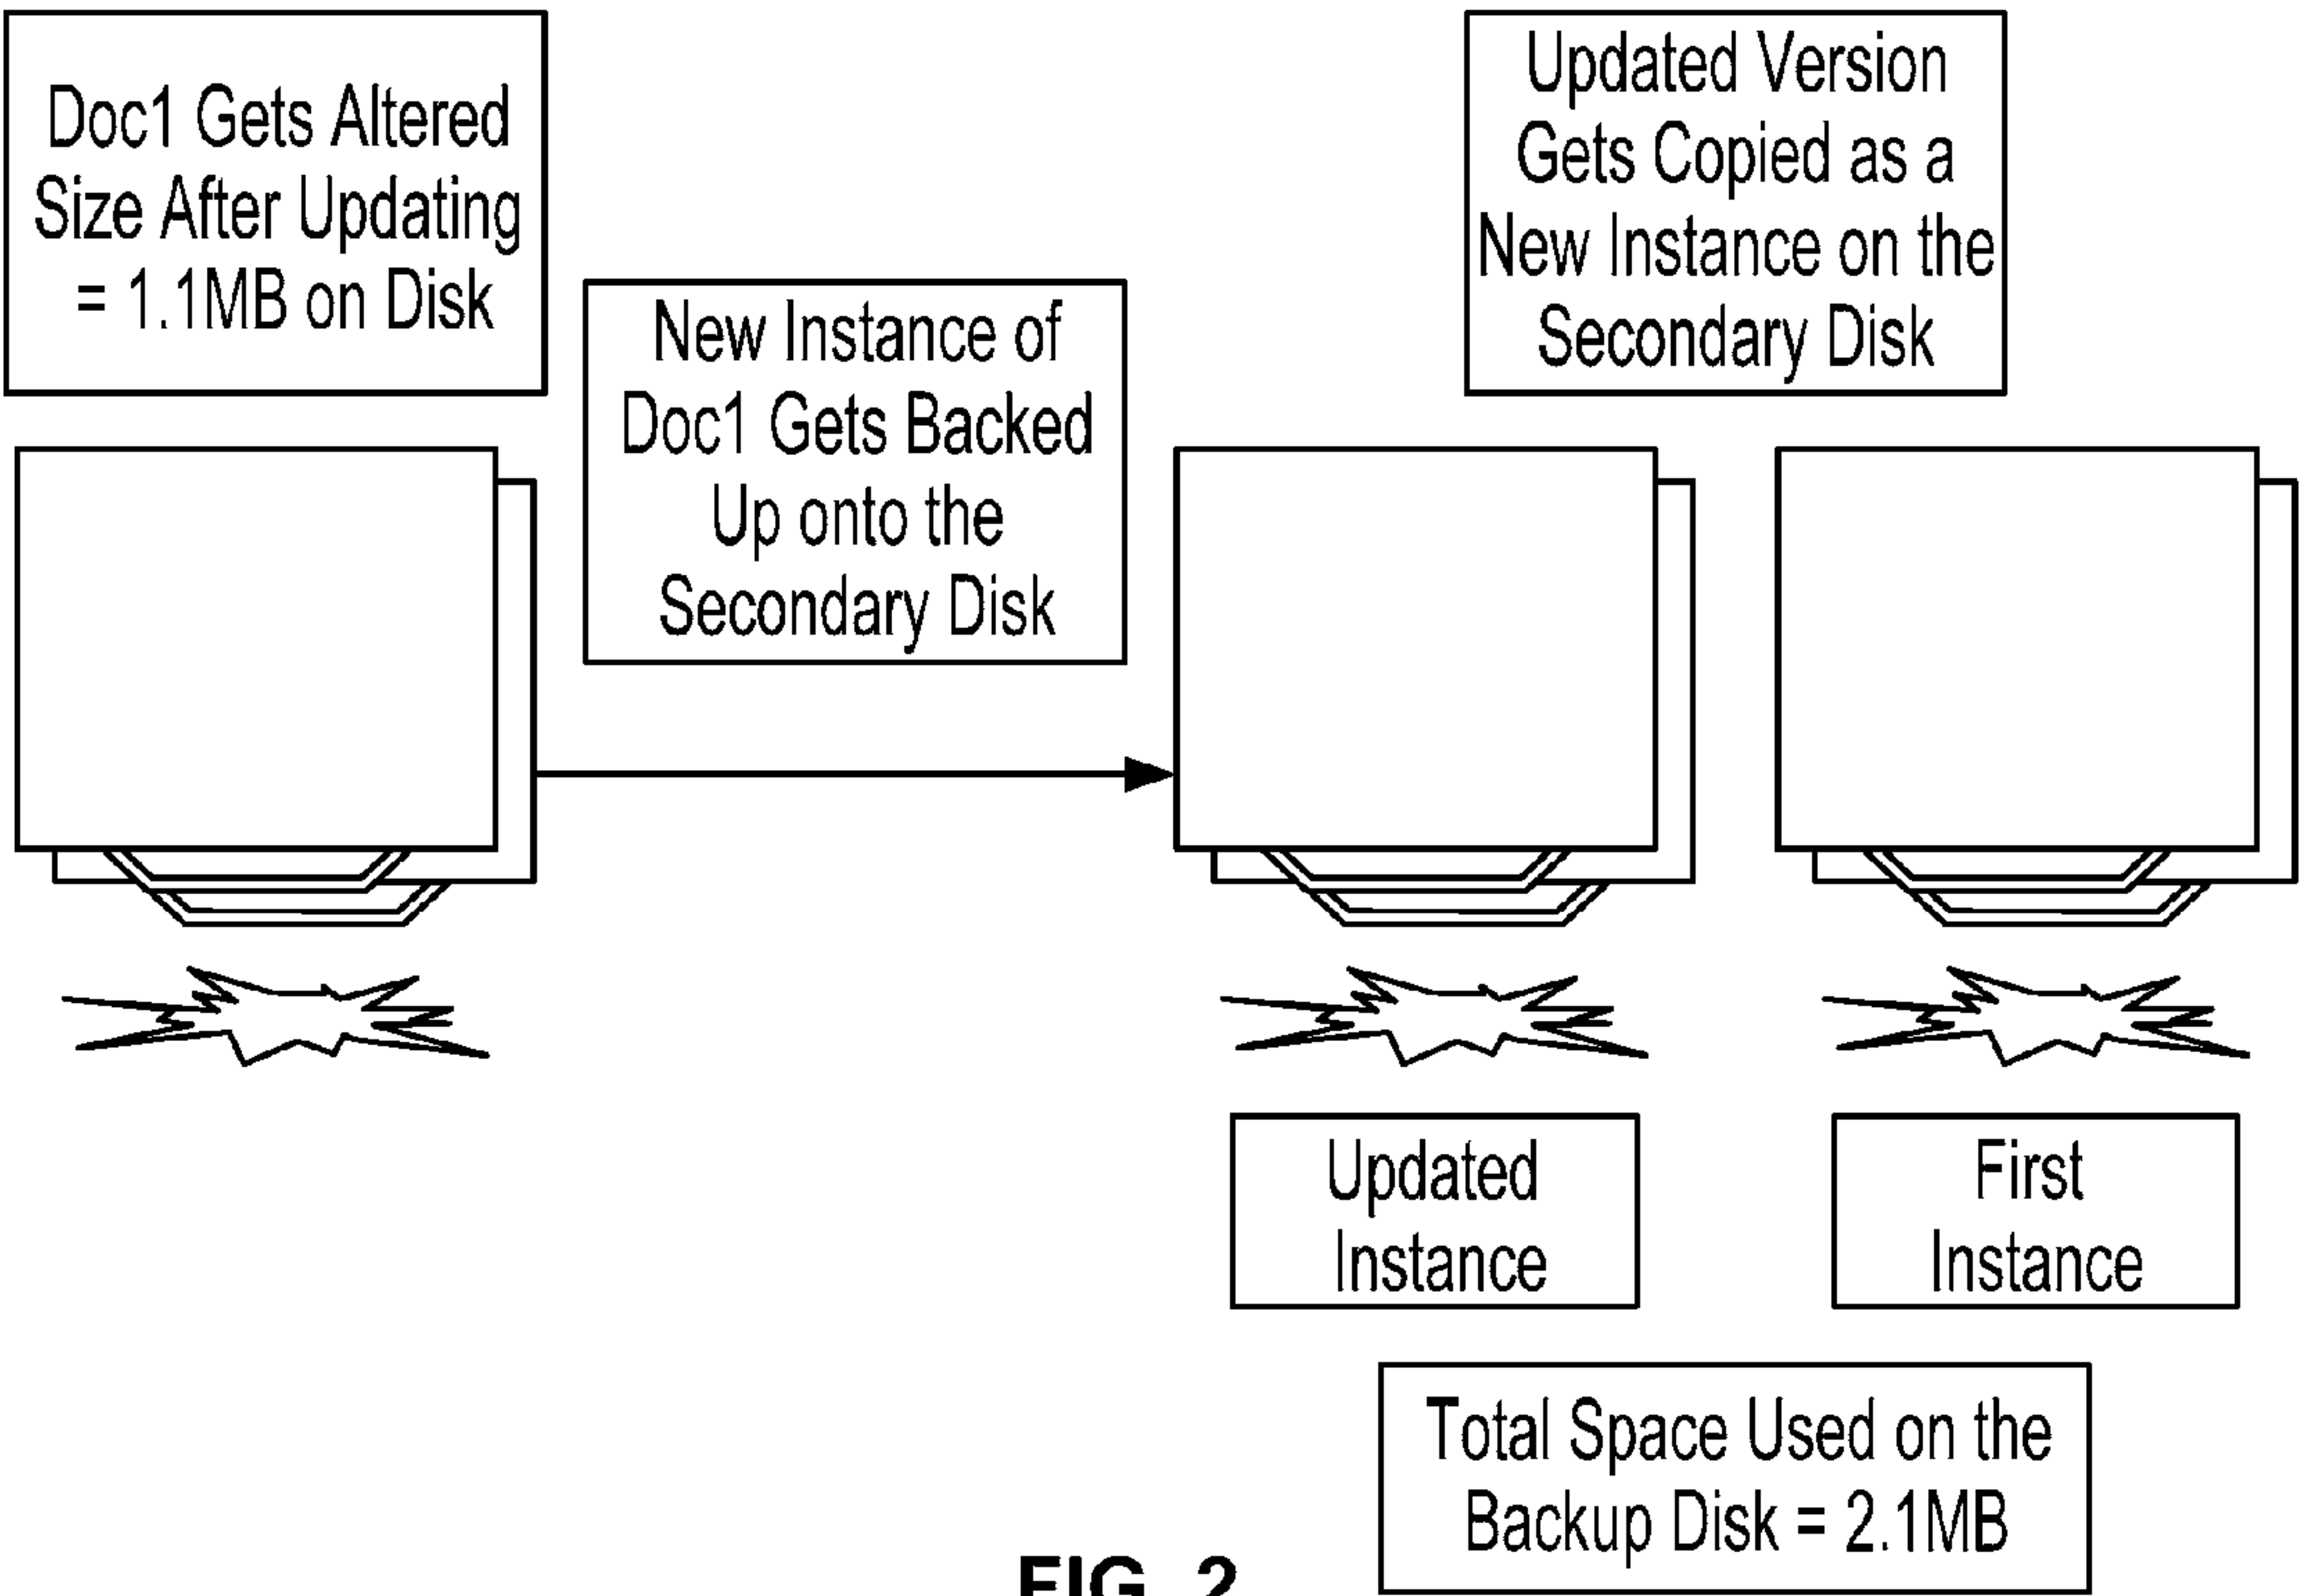 Doc1 Gets Altered
Size After Updating
= 1.1MB on Disk
New Instance of
Doc1 Gets Backed
Up onto the
Secondary Disk
Updated Version
Gets Copied as a
New Instance on the
Secondary Disk
Updated
Instance
First
Instance
Total Space Used on the
Backup Disk = 2.1MB
FIG. 2